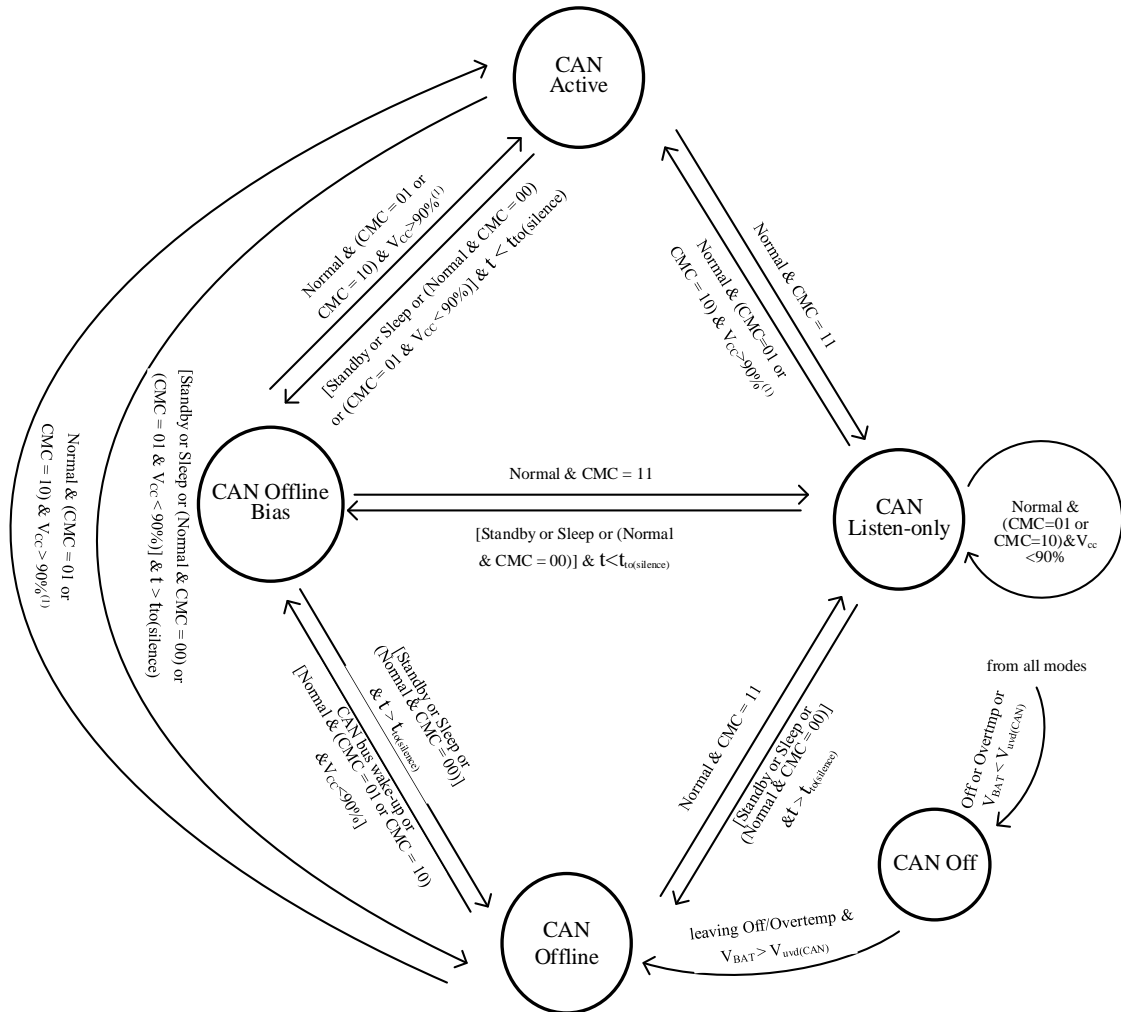 CAN
Active
Normal & (CMC = 01 or
CMC = 10) & VCC>90%(1)
[Standby or Sleep or (Normal & CMC = 00)
or (CMC = 01 & VCC < 90%)] & t < tto(silence)
Normal & CMC = 11
Normal & (CMC=01 or
CMC = 10) & VCC>90%(1)
Normal & (CMC = 01 or
CMC = 10) & VCC > 90%(1)
[Standby or Sleep or (Normal & CMC = 00) or
(CMC = 01 & VCC < 90%)] & t > tto(silence)
CAN Offline
Bias
Normal & CMC = 11
[Standby or Sleep or (Normal
& CMC = 00)] & t<tto(silence)
CAN
Listen-only
Normal &
(CMC=01 or
CMC=10)&Vcc
<90%
[Standby or Sleep or
(Normal & CMC = 00)]
& t > tto(silence)
CAN bus wake-up or
[Normal & (CMC = 01 or CMC = 10)
&VCC<90%]
Normal & CMC = 11
[Standby or Sleep or
(Normal & CMC = 00)]
&t > tto(silence)
from all modes
Off or Overtmp or
VBAT < Vuvd(CAN)
CAN Off
leaving Off/Overtemp &
VBAT > Vuvd(CAN)
CAN
Offline